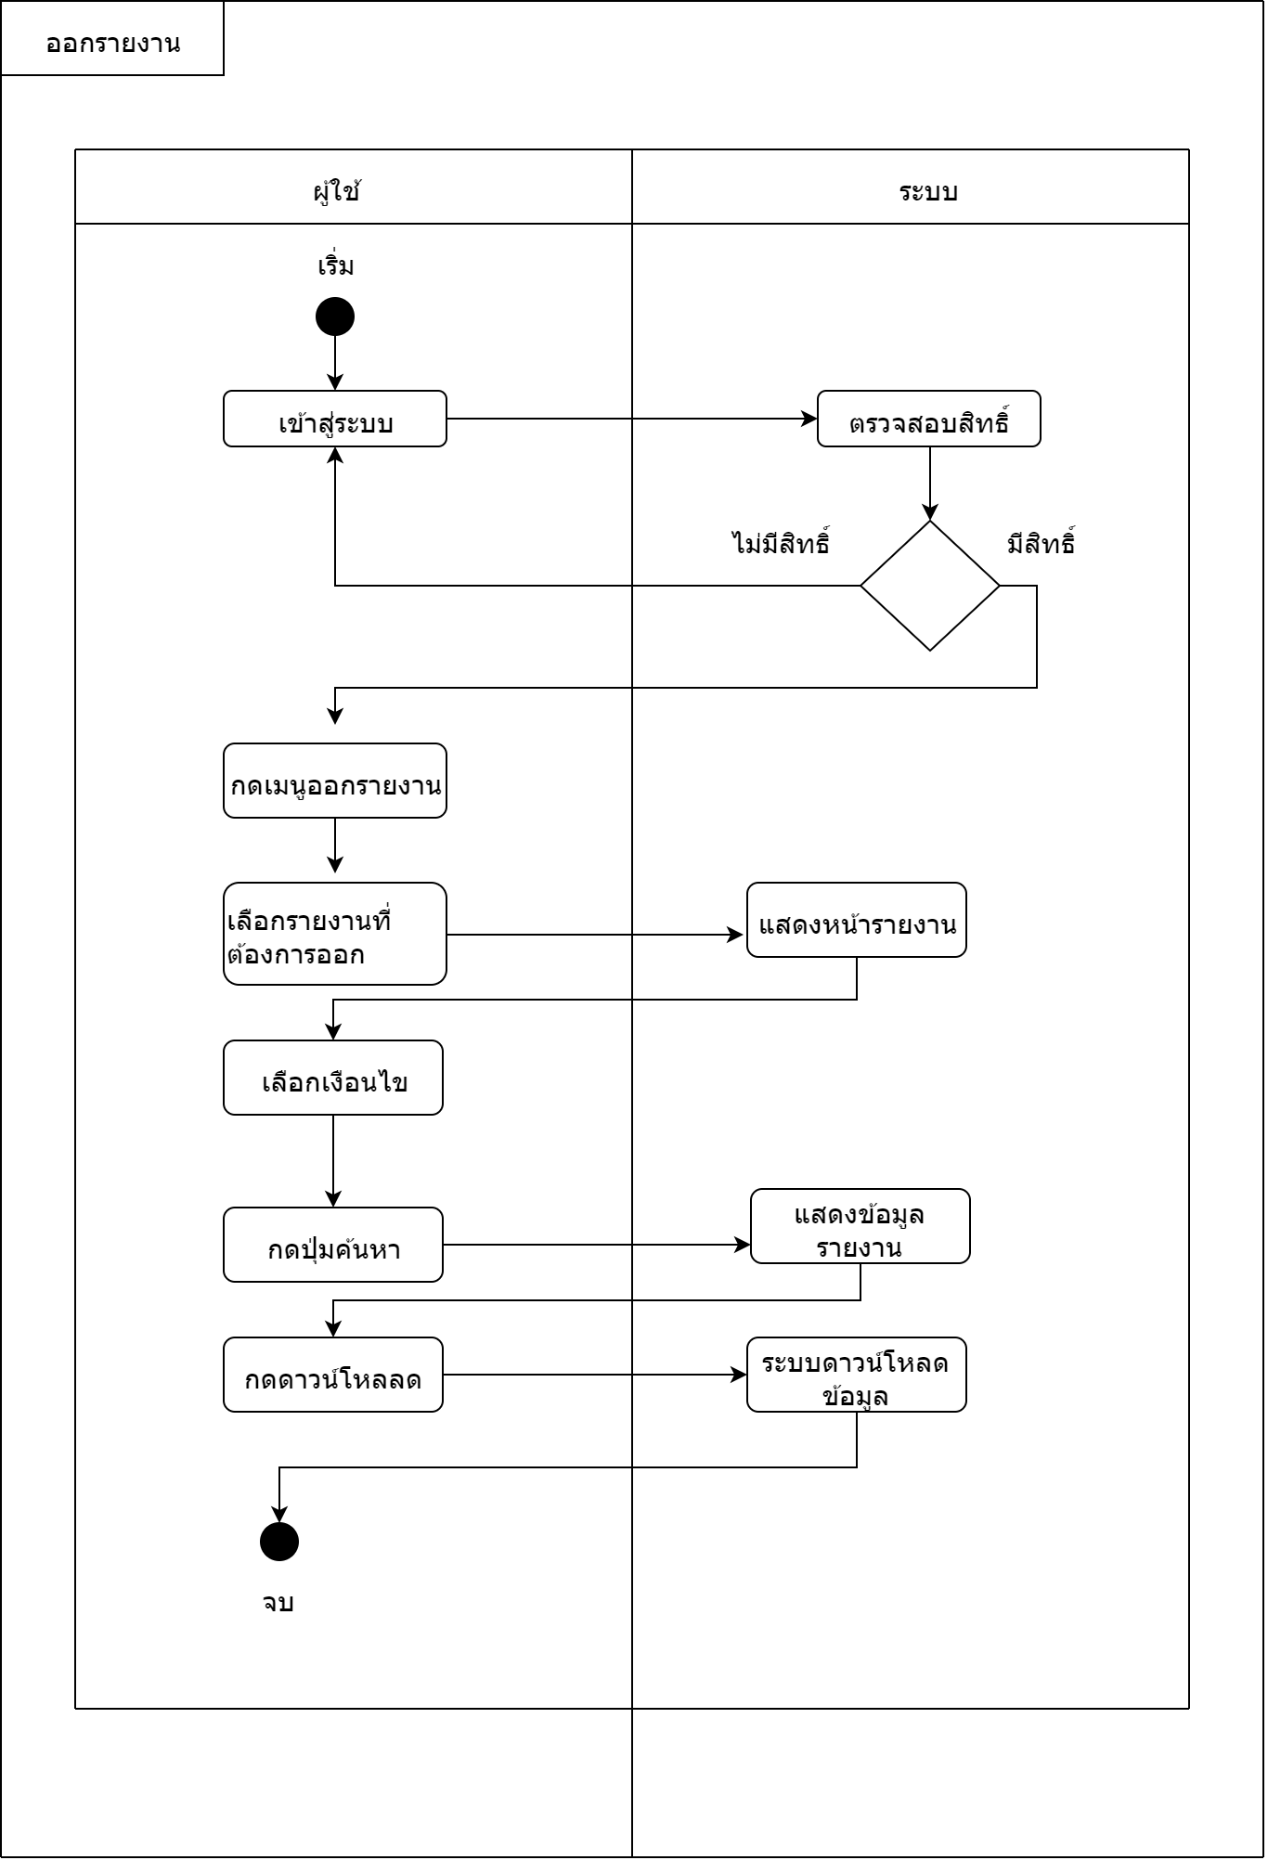 ออกรายงาน
ผู้ใช้
ระบบ
เริ่ม
เข้าสู่ระบบ
ตรวจสอบสิทธิ์
ไม่มีสิทธิ์
มีสิทธิ์
กดเมนูออกรายงาน
เลือกรายงานที่
ต้องการออก
แสดงหน้ารายงาน
เลือกเงือนไข
แสดงข้อมูล
รายงาน
กดปุ่มค้นหา
กดดาวน์โหลลด
ระบบดาวน์โหลด
ข้อมูล
จบ